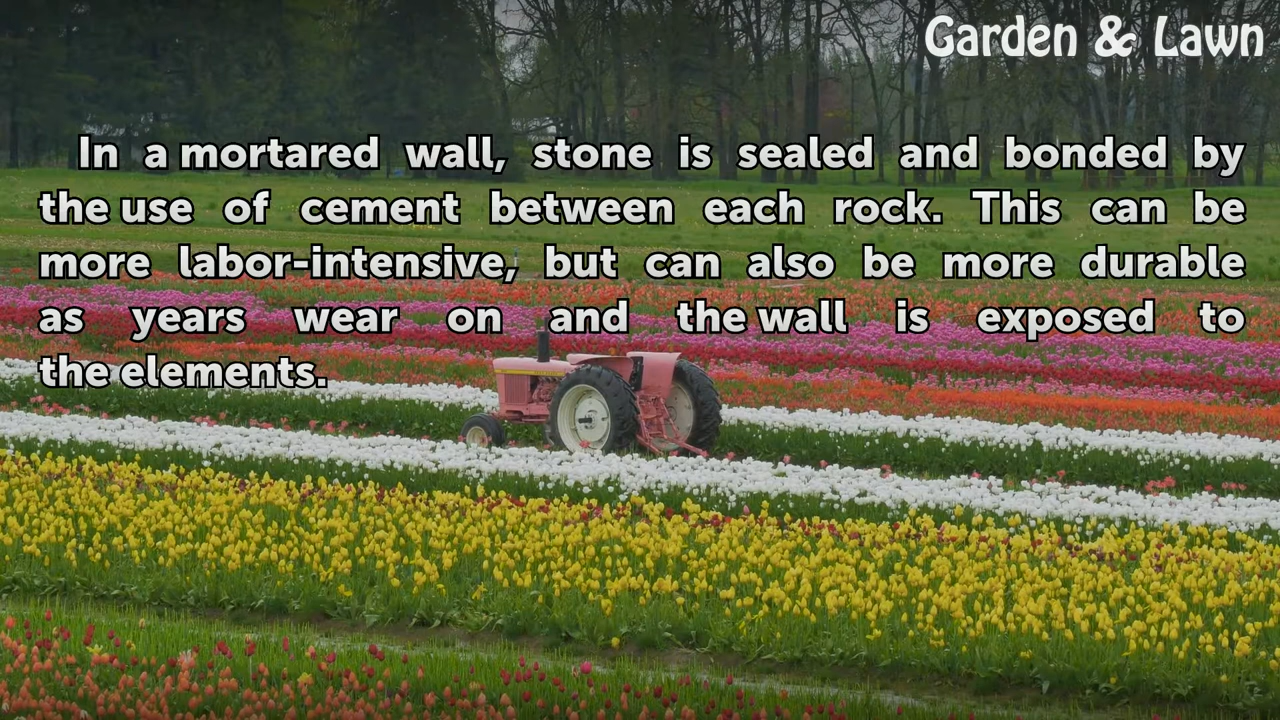 Garden & Lawn
In a mortared wall, stone is sealed and bonded by
the use of cement between each rock. This can be
more labor-intensive, but can also be more durable
as years wear on and the wall is exposed to
the elements.